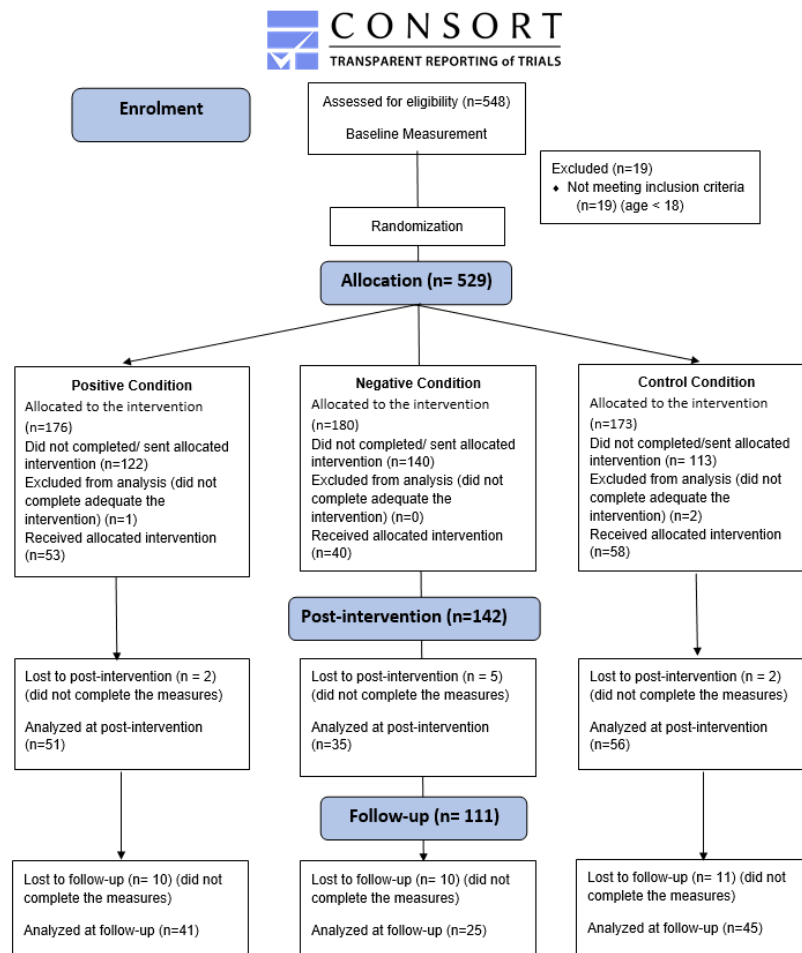 CONSORT
TRANSPARENT REPORTING of TRIALS
Enrolment
Assessed for eligibility (n=548)
Baseline Measurement
Excluded (n=19)
♦ Not meeting inclusion criteria
(n=19) (age < 18)
Randomization
Allocation (n= 529)
Positive Condition
Allocated to the intervention
(n=176)
Did not completed/ sent allocated
intervention (n=122)
Excluded from analysis (did not
complete adequate the
intervention) (n=1)
Received allocated intervention
(n=53)
Negative Condition
Allocated to the intervention
(n=180)
Did not completed/ sent allocated
intervention (n=140)
Excluded from analysis (did not
complete adequate the
intervention) (n=0)
Received allocated intervention
(n=40)
Control Condition
Allocated to the intervention
(n=173)
Did not completed/sent allocated
intervention (n= 113)
Excluded from analysis (did not
complete adequate the
intervention) (n=2)
Received allocated intervention
(n=58)
Post-intervention (n=142)
Lost to post-intervention (n = 2)
(did not complete the measures)
Analyzed at post-intervention
(n=51)
Lost to post-intervention (n = 5)
(did not complete the measures)
Analyzed at post-intervention
(n=35)
Lost to post-intervention (n = 2)
(did not complete the measures)
Analyzed at post-intervention
(n=56)
Follow-up (n= 111)
Lost to follow-up (n= 10) (did not
complete the measures)
Analyzed at follow-up (n=41)
Lost to follow-up (n= 10) (did not
complete the measures)
Analyzed at follow-up (n=25)
Lost to follow-up (n= 11) (did not
complete the measures)
Analyzed at follow-up (n=45)